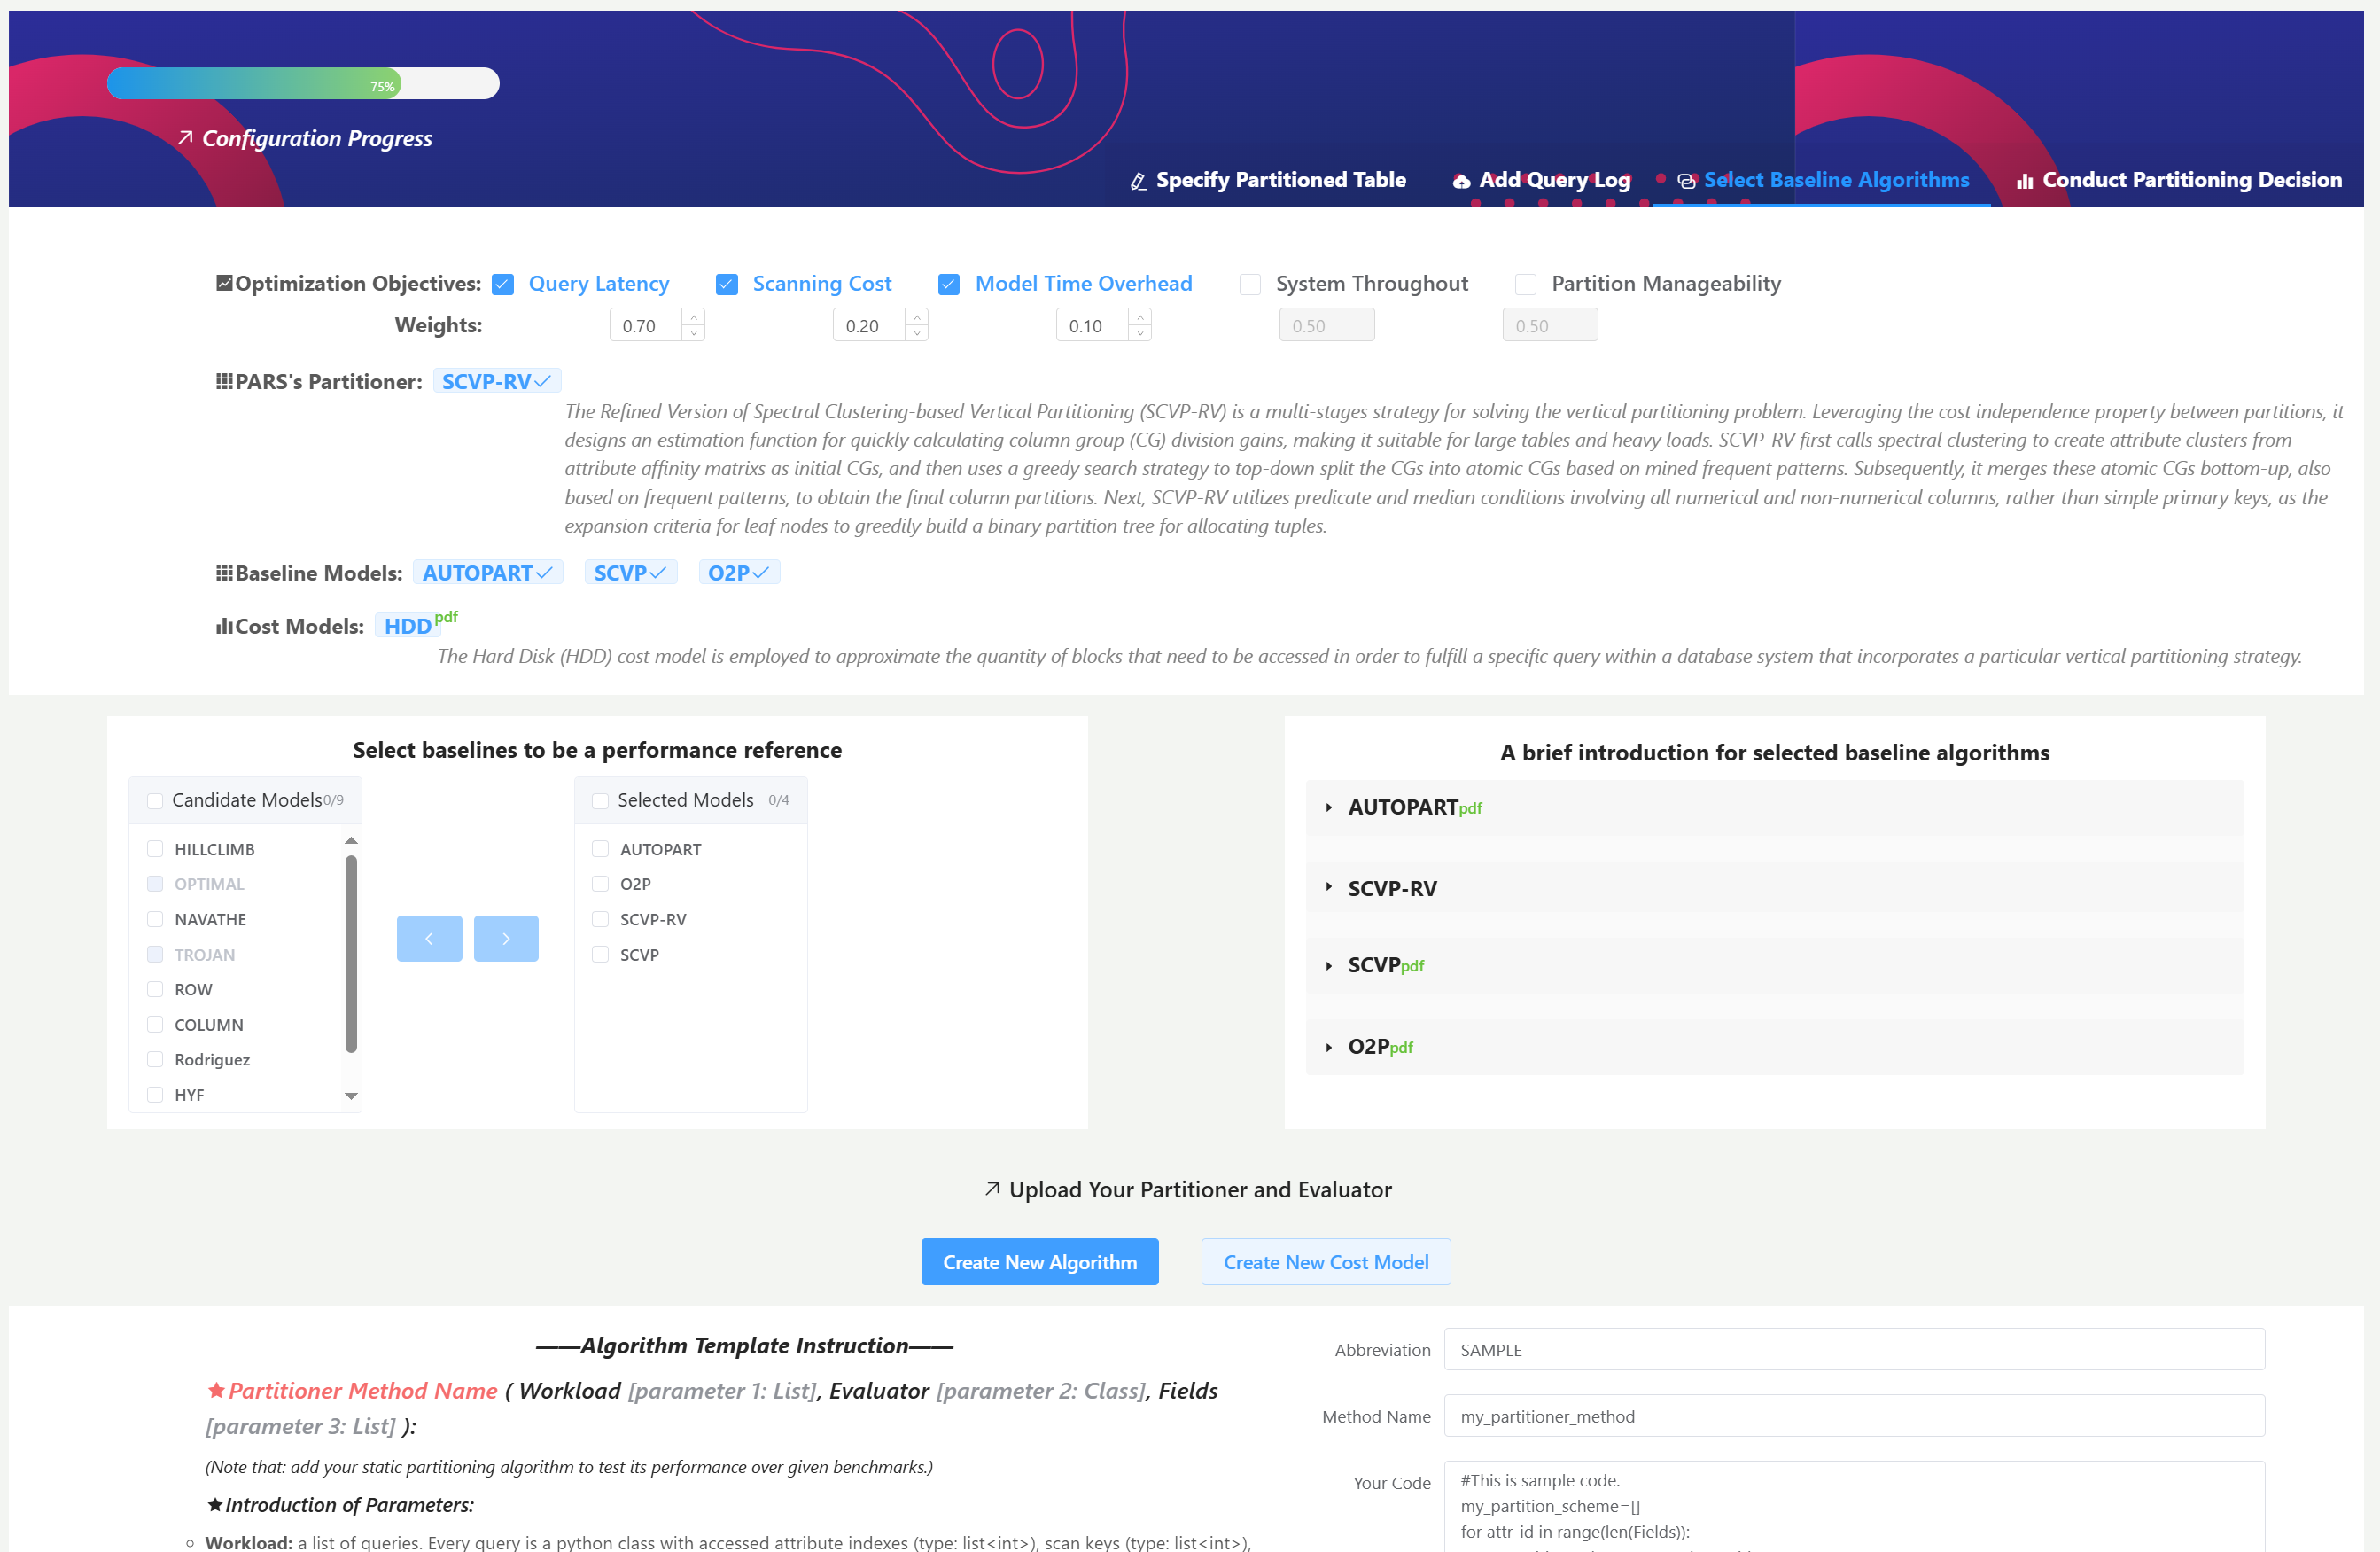 75%
Configuration Progress
Specify Partitioned Table
Add Query Log
Select Baseline Algorithms
Conduct Partitioning Decision
Optimization Objectives: Query Latency Scanning Cost Model Time Overhead System Throughout Partition Manageability
Weights: 0.70 0.20 0.10 0.50 0.50
PARS's Partitioner: SCVP-RV
The Refined Version of Spectral Clustering-based Vertical Partitioning (SCVP-RV) is a multi-stages strategy for solving the vertical partitioning problem. Leveraging the cost independence property between partitions, it
designs an estimation function for quickly calculating column group (CG) division gains, making it suitable for large tables and heavy loads. SCVP-RV first calls spectral clustering to create attribute clusters from
attribute affinity matrixs as initial CGs, and then uses a greedy search strategy to top-down split the CGs into atomic CGs based on mined frequent patterns. Subsequently, it merges these atomic CGs bottom-up, also
based on frequent patterns, to obtain the final column partitions. Next, SCVP-RV utilizes predicate and median conditions involving all numerical and non-numerical columns, rather than simple primary keys, as the
expansion criteria for leaf nodes to greedily build a binary partition tree for allocating tuples.
Baseline Models: AUTOPART SCVP O2P
Cost Models: HDD pdf
The Hard Disk (HDD) cost model is employed to approximate the quantity of blocks that need to be accessed in order to fulfill a specific query within a database system that incorporates a particular vertical partitioning strategy.
Select baselines to be a performance reference
Candidate Models 0/9
HILLCLIMB
OPTIMAL
NAVATHE
TROJAN
ROW
COLUMN
Rodriguez
HYF
Selected Models 0/4
AUTOPART
O2P
SCVP-RV
SCVP
A brief introduction for selected baseline algorithms
AUTOPART pdf
SCVP-RV
SCVP pdf
O2P pdf
Upload Your Partitioner and Evaluator
Create New Algorithm
Create New Cost Model
——Algorithm Template Instruction——
Partitioner Method Name ( Workload [parameter 1: List], Evaluator [parameter 2: Class], Fields
[parameter 3: List] ):
(Note that: add your static partitioning algorithm to test its performance over given benchmarks.)
Introduction of Parameters:
Workload: a list of queries. Every query is a python class with accessed attribute indexes (type: list<int>), scan keys (type: list<int>),
Abbreviation SAMPLE
Method Name my_partitioner_method
Your Code
#This is sample code.
my_partition_scheme=[]
for attr_id in range(len(Fields)):